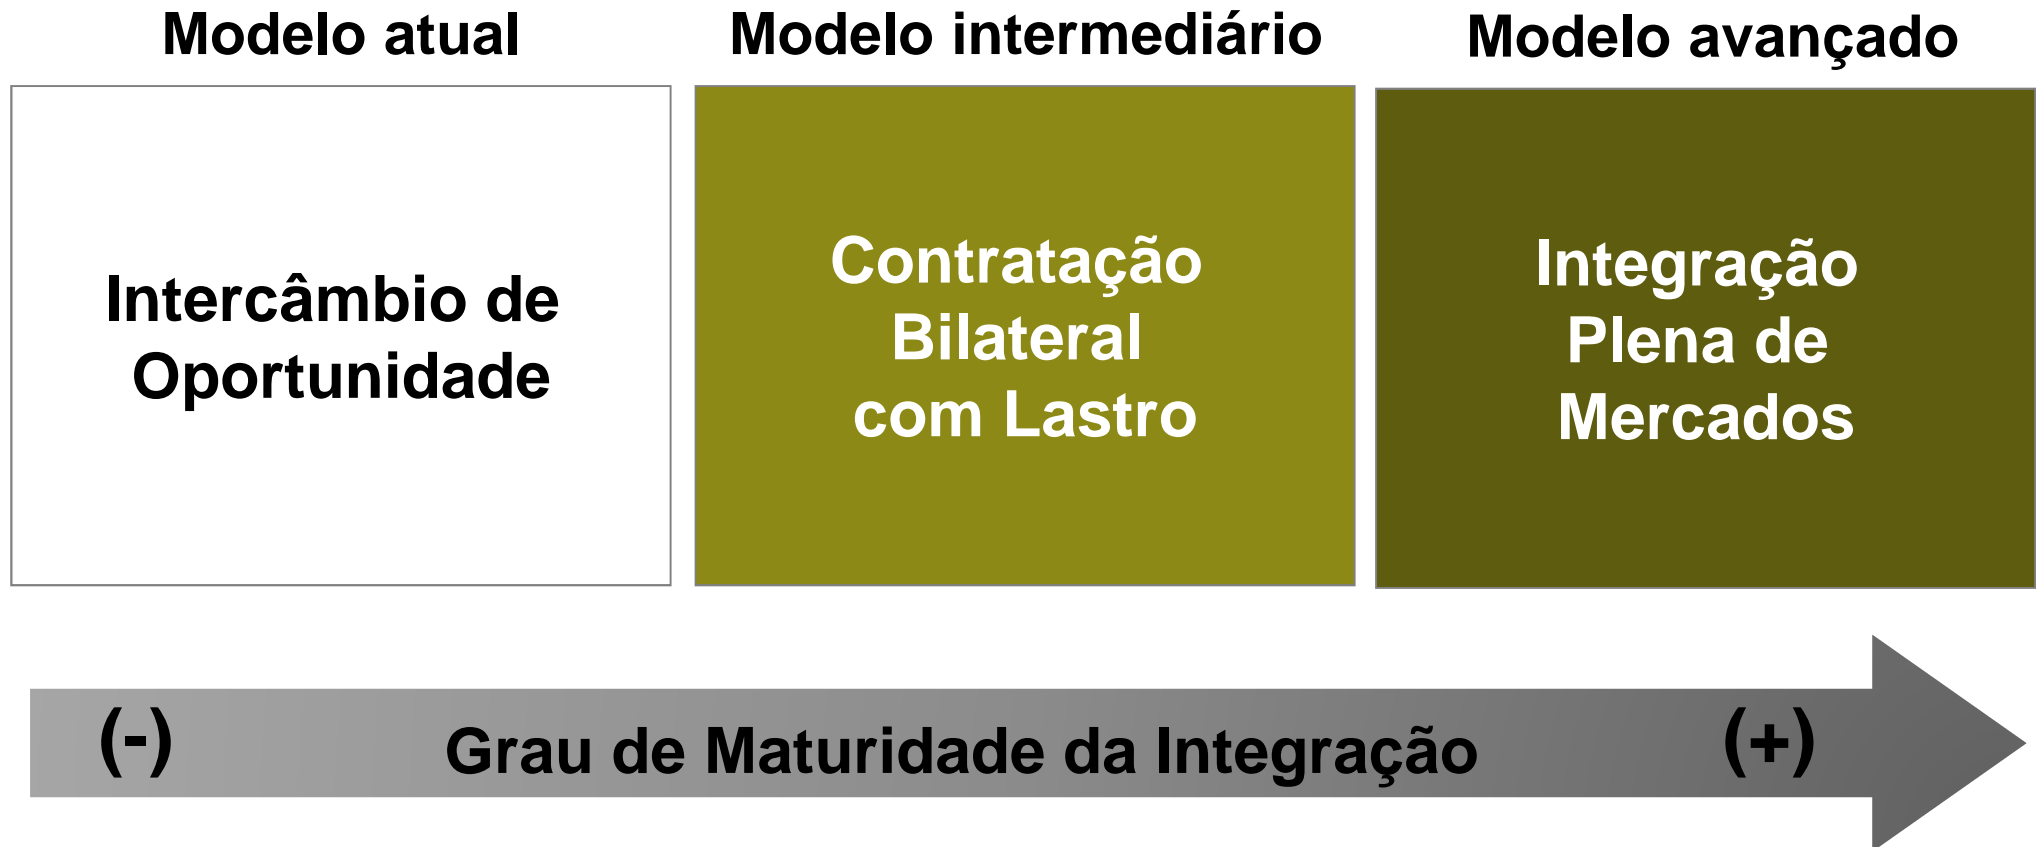 Modelo atual
Modelo intermediário
Modelo avançado
Intercâmbio de
Oportunidade
Contratação
Bilateral
com Lastro
Integração
Plena de
Mercados
(-)
Grau de Maturidade da Integração
(+)